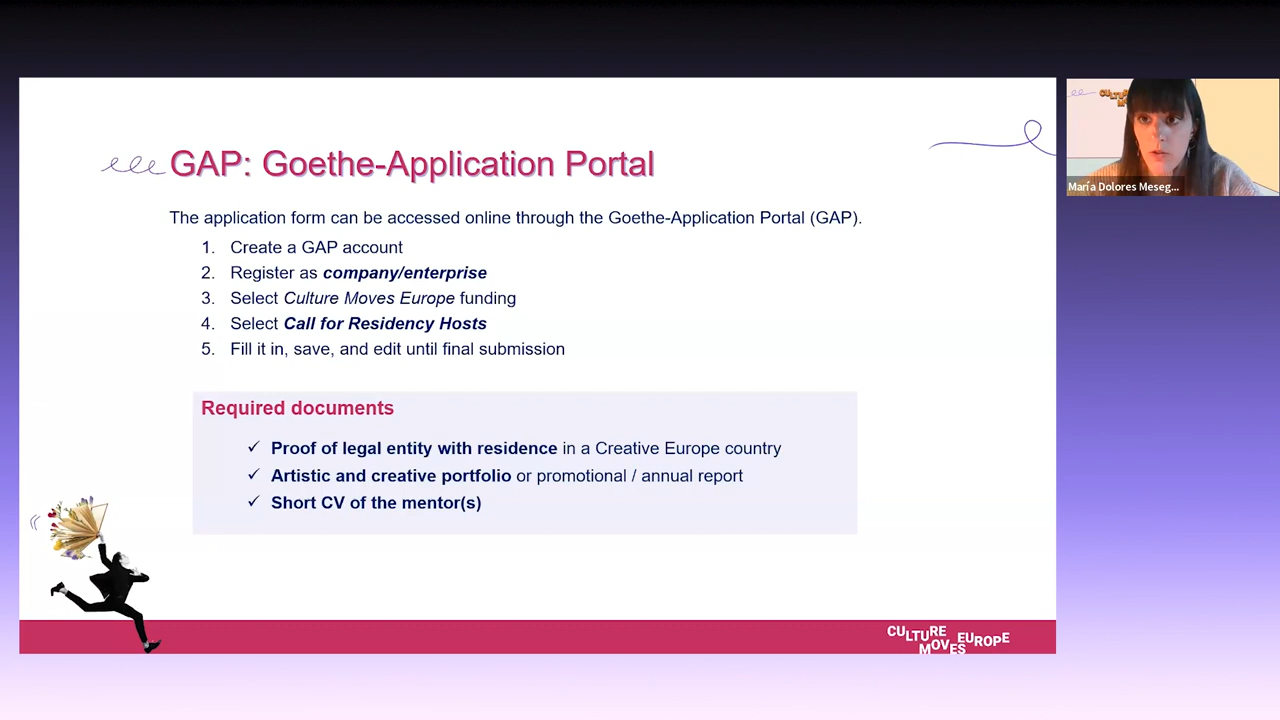 GAP: Goethe-Application Portal
The application form can be accessed online through the Goethe-Application Portal (GAP).
1. Create a GAP account
2. Register as company/enterprise
3. Select Culture Moves Europe funding
4. Select Call for Residency Hosts
5. Fill it in, save, and edit until final submission
Required documents
✓ Proof of legal entity with residence in a Creative Europe country
✓ Artistic and creative portfolio or promotional / annual report
✓ Short CV of the mentor(s)
CULTURE
MOVES EUROPE
María Dolores Meseg...